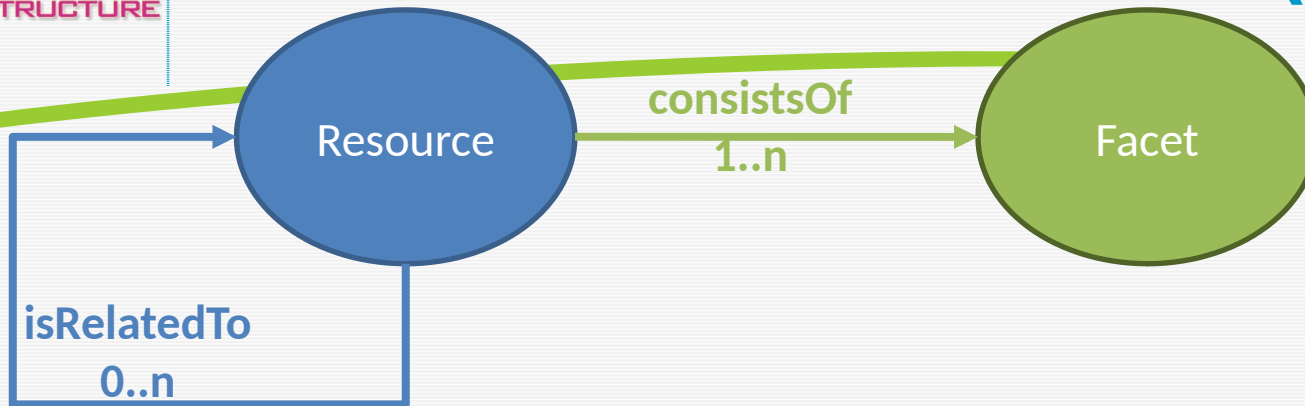 TRUCTURE
consistsOf
Resource
Facet
1..n
isRelatedTo
0..n